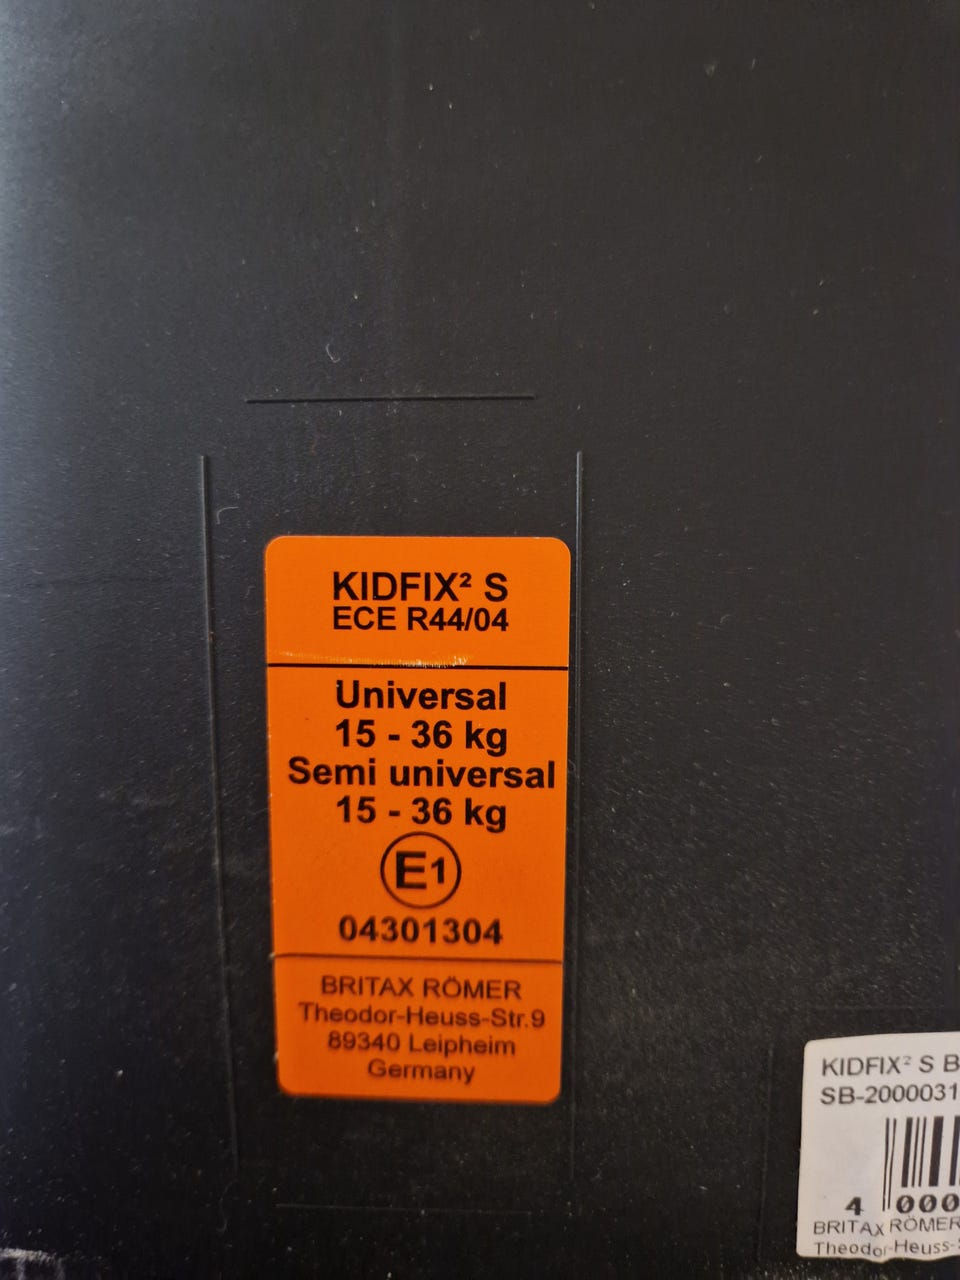 KIDFIX² S
ECE R44/04
Universal
15 - 36 kg
Semi universal
15 - 36 kg
E1
04301304
BRITAX RÖMER
Theodor-Heuss-Str.9
89340 Leipheim
Germany
KIDFIX² S B
SB-2000031
4 000
BRITAX RÖMER
Theodor-Heuss-S